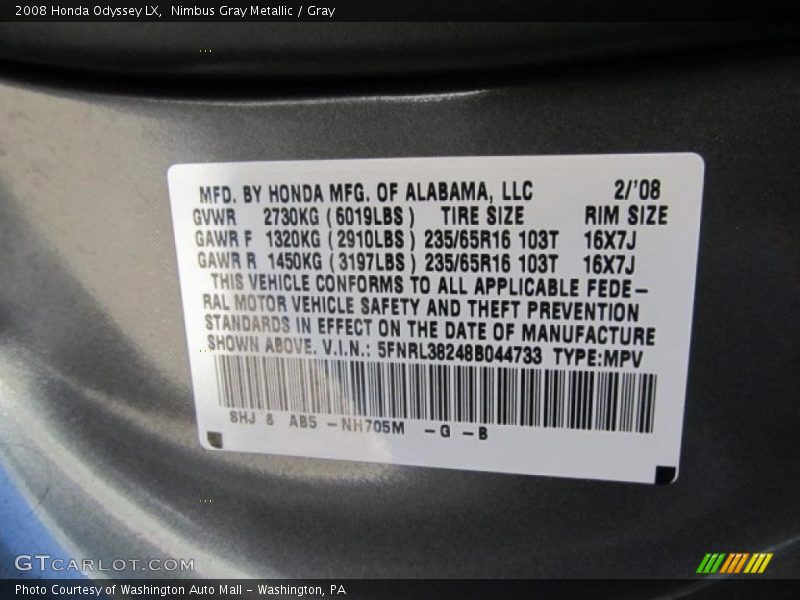 2008 Honda Odyssey LX,  Nimbus Gray Metallic / Gray
MFD. BY HONDA MFG. OF ALABAMA, LLC 2/'08
GVWR 2730KG (6019LBS) TIRE SIZE RIM SIZE
GAWR F 1320KG (2910LBS) 235/65R16 103T 16X7J
GAWR R 1450KG (3197LBS) 235/65R16 103T 16X7J
THIS VEHICLE CONFORMS TO ALL APPLICABLE FEDE-
RAL MOTOR VEHICLE SAFETY AND THEFT PREVENTION
STANDARDS IN EFFECT ON THE DATE OF MANUFACTURE
SHOWN ABOVE. V.I.N.: 5FNRL38248B044733 TYPE:MPV
SHJ 8 AB5 -NH705M -G -B
GTCARLOT.COM
Photo Courtesy of Washington Auto Mall - Washington, PA